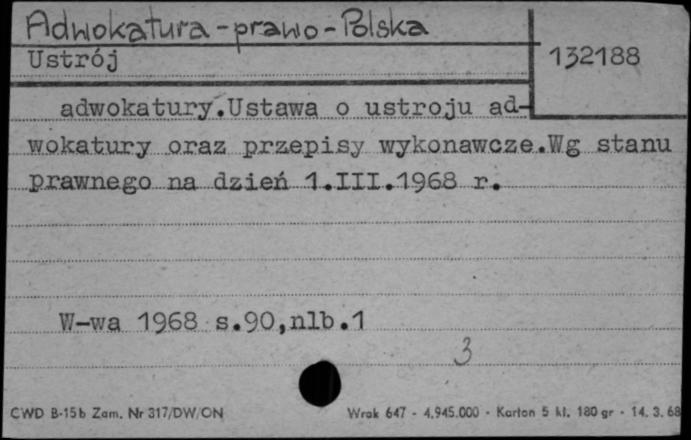 Adwokatura - prawo - Polska
Ustrój
132188
adwokatury.Ustawa o ustroju ad-
wokatury oraz przepisy wykonawcze.Wg stanu
prawnego na dzień 1.III.1968 r.
W-wa 1968 s.90,nlb.1
3
CWD B-15b Zam. Nr 317/DW/ON
Wrak 647 - 4.945.000 - Karton 5 kl. 180 gr - 14. 3. 68